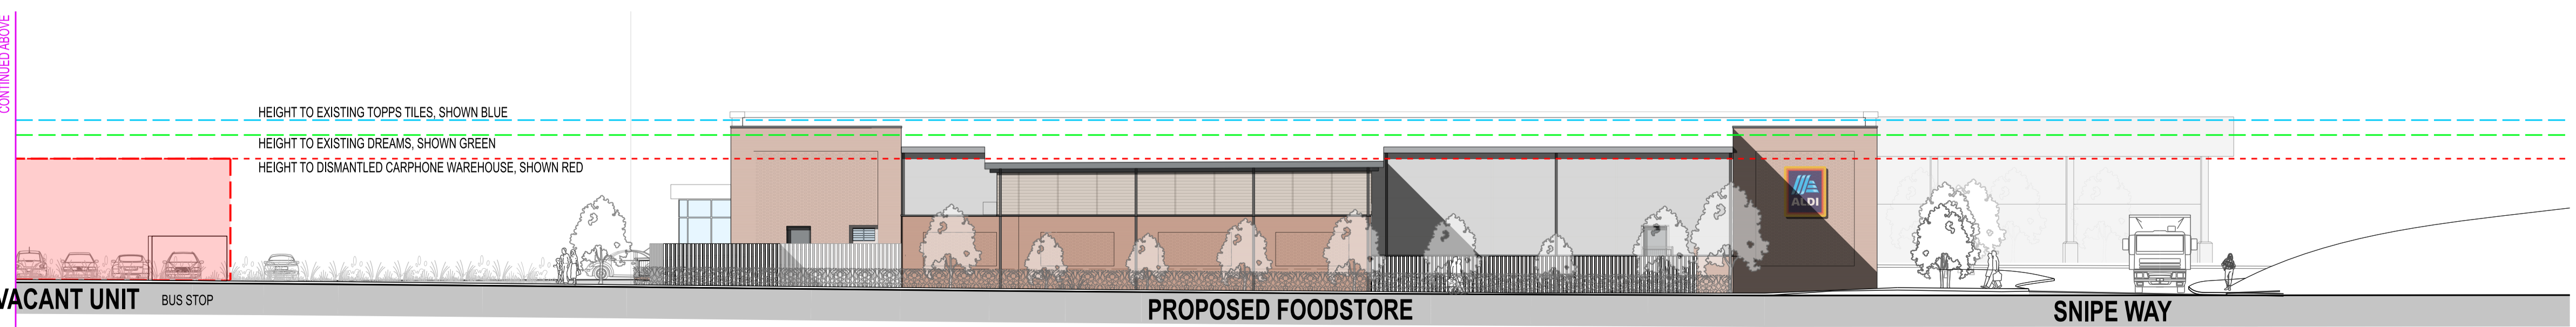 CONTINUED ABOVE
HEIGHT TO EXISTING TOPPS TILES, SHOWN BLUE
HEIGHT TO EXISTING DREAMS, SHOWN GREEN
HEIGHT TO DISMANTLED CARPHONE WAREHOUSE, SHOWN RED
ALDI
VACANT UNIT
BUS STOP
PROPOSED FOODSTORE
SNIPE WAY